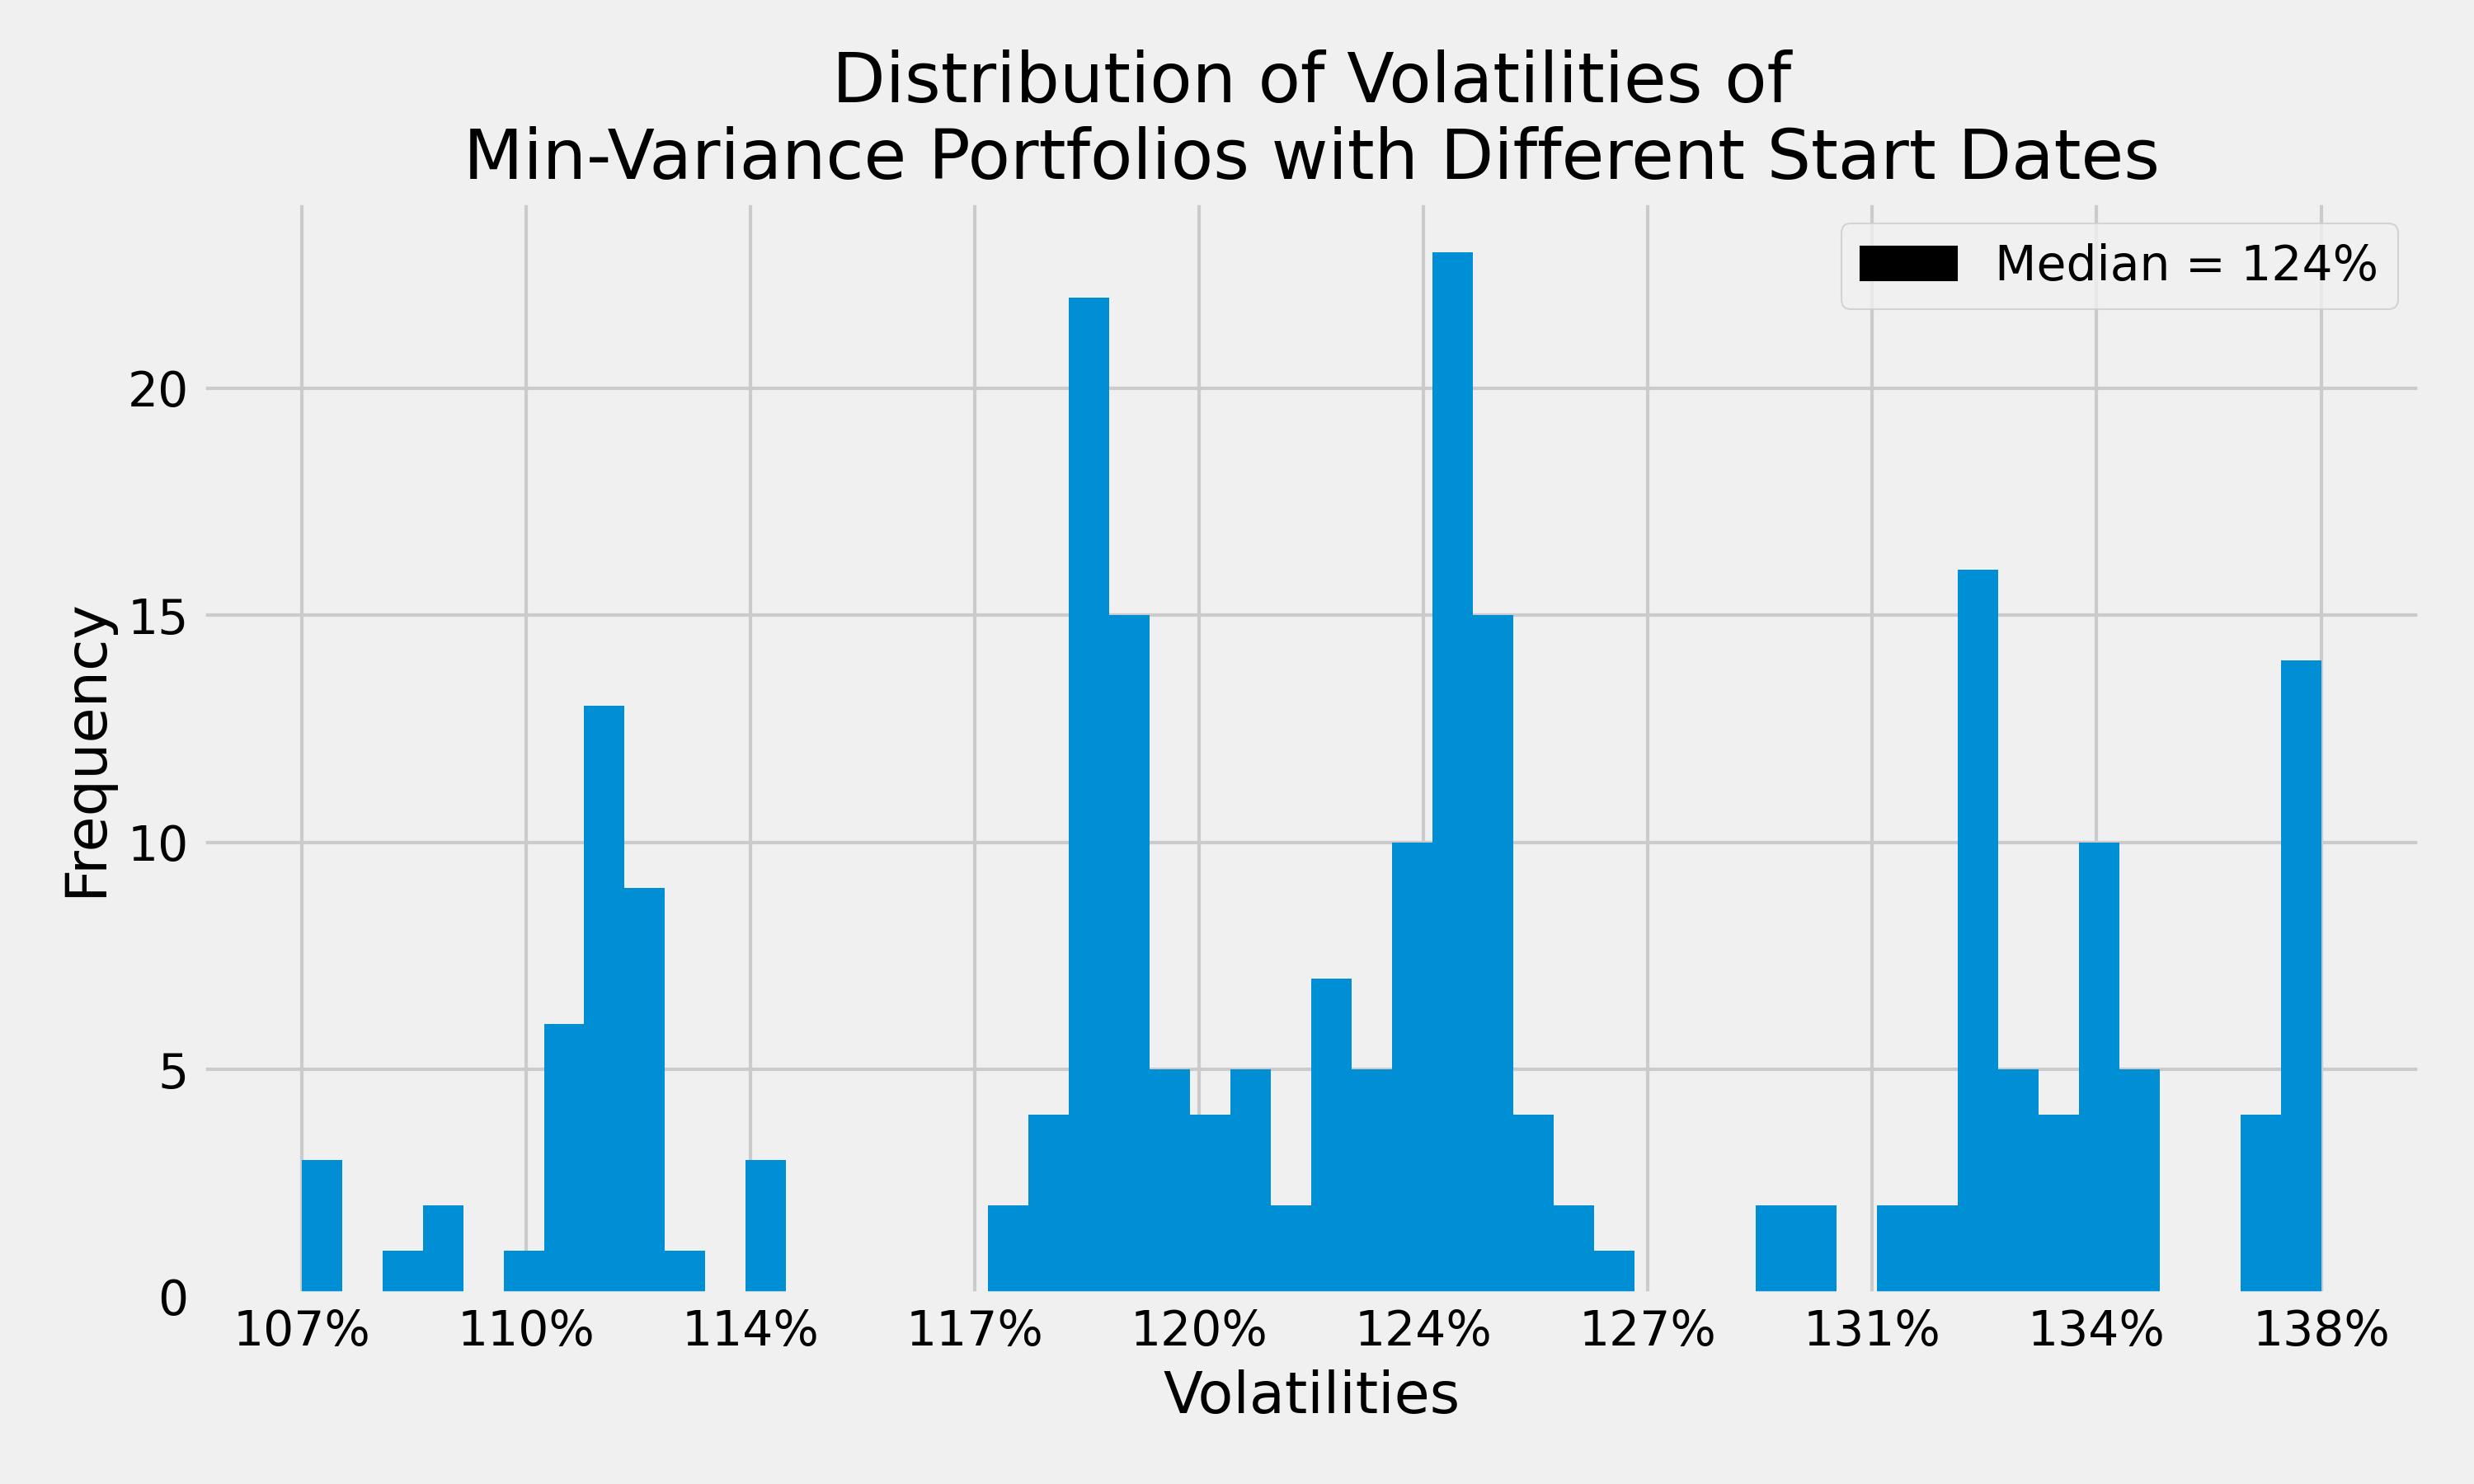 Distribution of Volatilities of
Min-Variance Portfolios with Different Start Dates
Median = 124%
Frequency
20
15
10
5
0
107% 110% 114% 117% 120% 124% 127% 131% 134% 138%
Volatilities